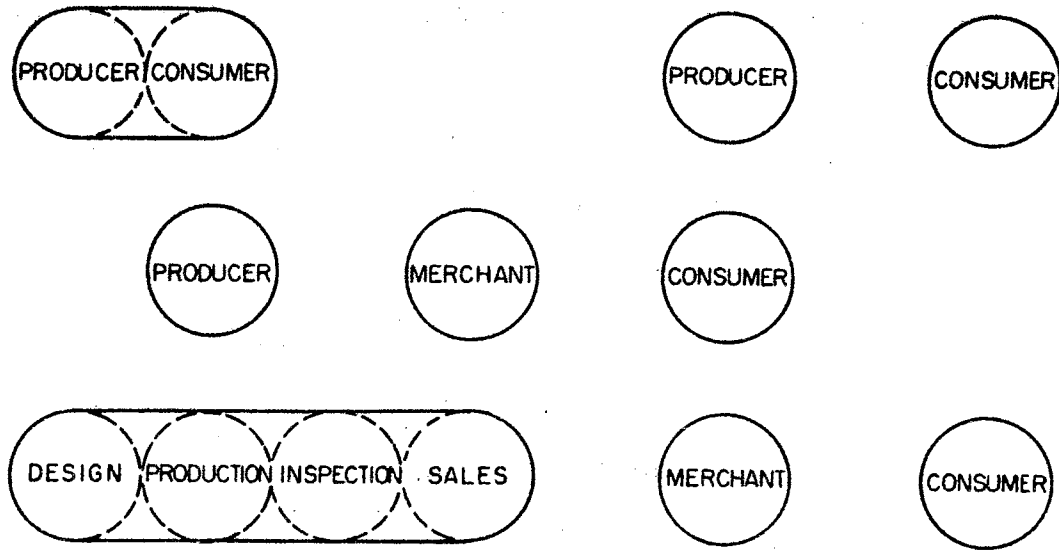 PRODUCER CONSUMER PRODUCER CONSUMER
PRODUCER MERCHANT CONSUMER
DESIGN PRODUCTION INSPECTION SALES MERCHANT CONSUMER